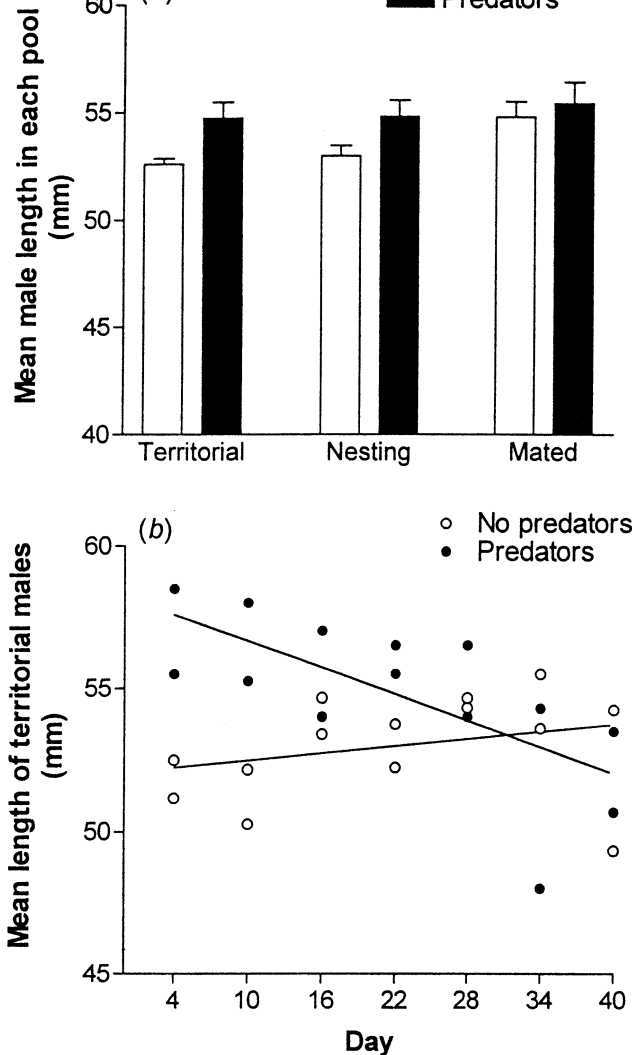 60
Predators
55
50
45
40
Mean male length in each pool
(mm)
Territorial Nesting Mated
(b)
No predators
Predators
60
55
50
45
Mean length of territorial males
(mm)
4 10 16 22 28 34 40
Day